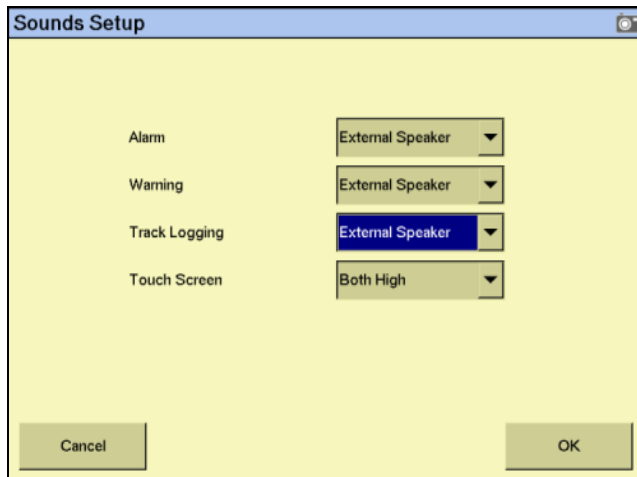 Sounds Setup
Alarm External Speaker
Warning External Speaker
Track Logging External Speaker
Touch Screen Both High
Cancel OK